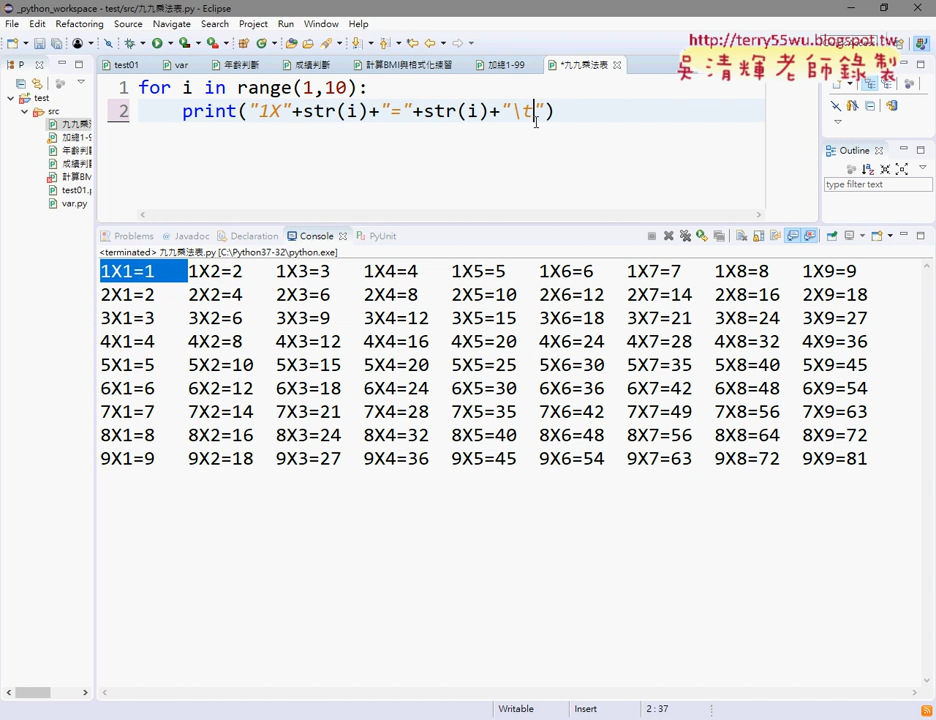 _python_workspace - test/src/九九乘法表.py - Eclipse
File Edit Refactoring Source Navigate Search Project Run Window Help
http://terry55wu.blogspot.tw
吳清輝老師錄製
P
test01
var
年齡判斷
成績判斷
計算BMI與格式化練習
加總1-99
*九九乘法表
test
src
九九乘
加總1-
年齡判
成績判
計算BM
test01.p
var.py
1 for i in range(1,10):
2 print("1X"+str(i)+"="+str(i)+"\t")
Outline
type filter text
Problems Javadoc Declaration Console PyUnit
<terminated> 九九乘法表.py [C:\Python37-32\python.exe]
1X1=1 1X2=2 1X3=3 1X4=4 1X5=5 1X6=6 1X7=7 1X8=8 1X9=9
2X1=2 2X2=4 2X3=6 2X4=8 2X5=10 2X6=12 2X7=14 2X8=16 2X9=18
3X1=3 3X2=6 3X3=9 3X4=12 3X5=15 3X6=18 3X7=21 3X8=24 3X9=27
4X1=4 4X2=8 4X3=12 4X4=16 4X5=20 4X6=24 4X7=28 4X8=32 4X9=36
5X1=5 5X2=10 5X3=15 5X4=20 5X5=25 5X6=30 5X7=35 5X8=40 5X9=45
6X1=6 6X2=12 6X3=18 6X4=24 6X5=30 6X6=36 6X7=42 6X8=48 6X9=54
7X1=7 7X2=14 7X3=21 7X4=28 7X5=35 7X6=42 7X7=49 7X8=56 7X9=63
8X1=8 8X2=16 8X3=24 8X4=32 8X5=40 8X6=48 8X7=56 8X8=64 8X9=72
9X1=9 9X2=18 9X3=27 9X4=36 9X5=45 9X6=54 9X7=63 9X8=72 9X9=81
Writable Insert 2:37